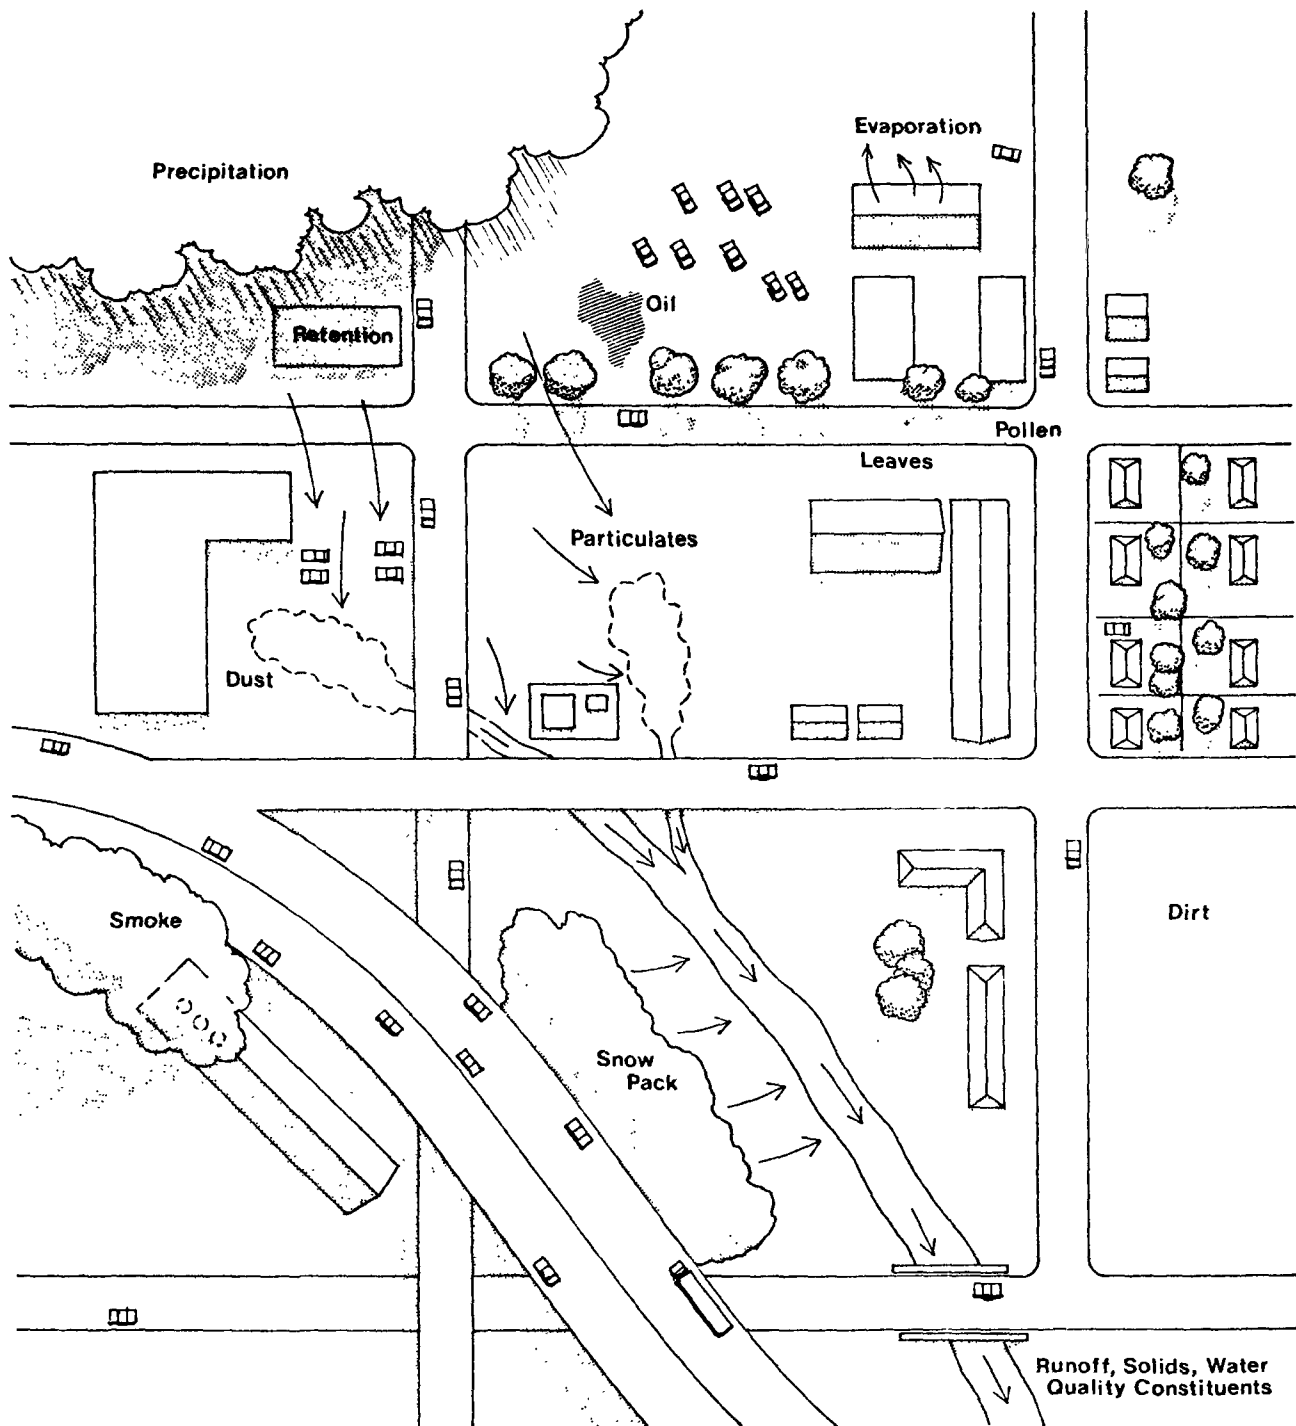 Evaporation
Precipitation
Oil
Retention
Pollen
Leaves
Particulates
Dust
Smoke
Dirt
Snow
Pack
Runoff, Solids, Water
Quality Constituents